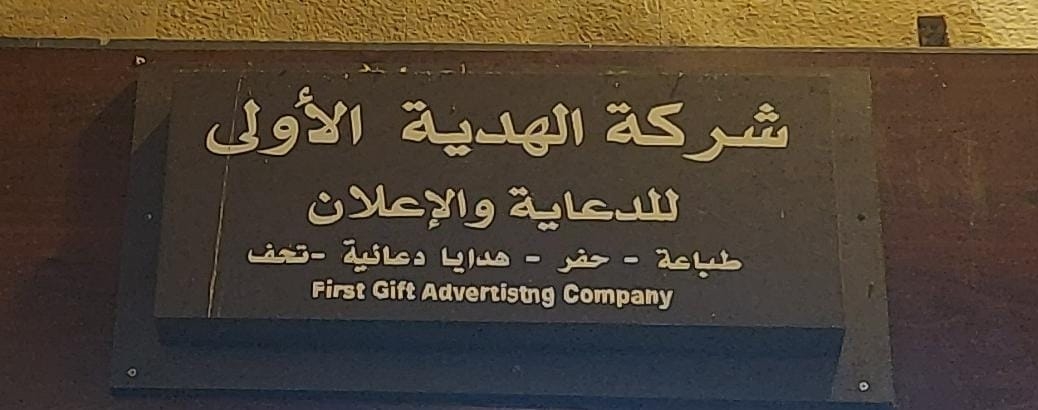 شركة الهدية الأولى
للدعاية والإعلان
طباعة - حفر - هدايا دعائية -تحف
First Gift Advertistng Company